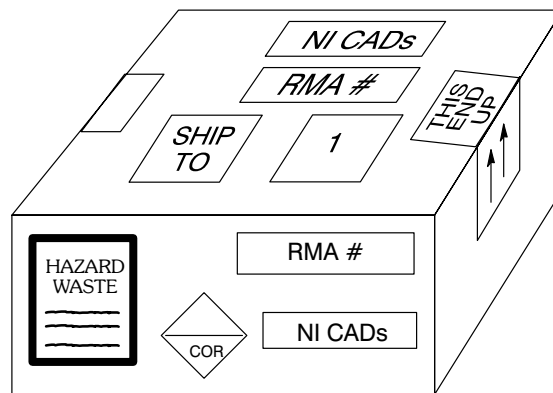 NI CADs
RMA #
SHIP
TO
1
THIS
END
UP
HAZARD
WASTE
RMA #
COR
NI CADs